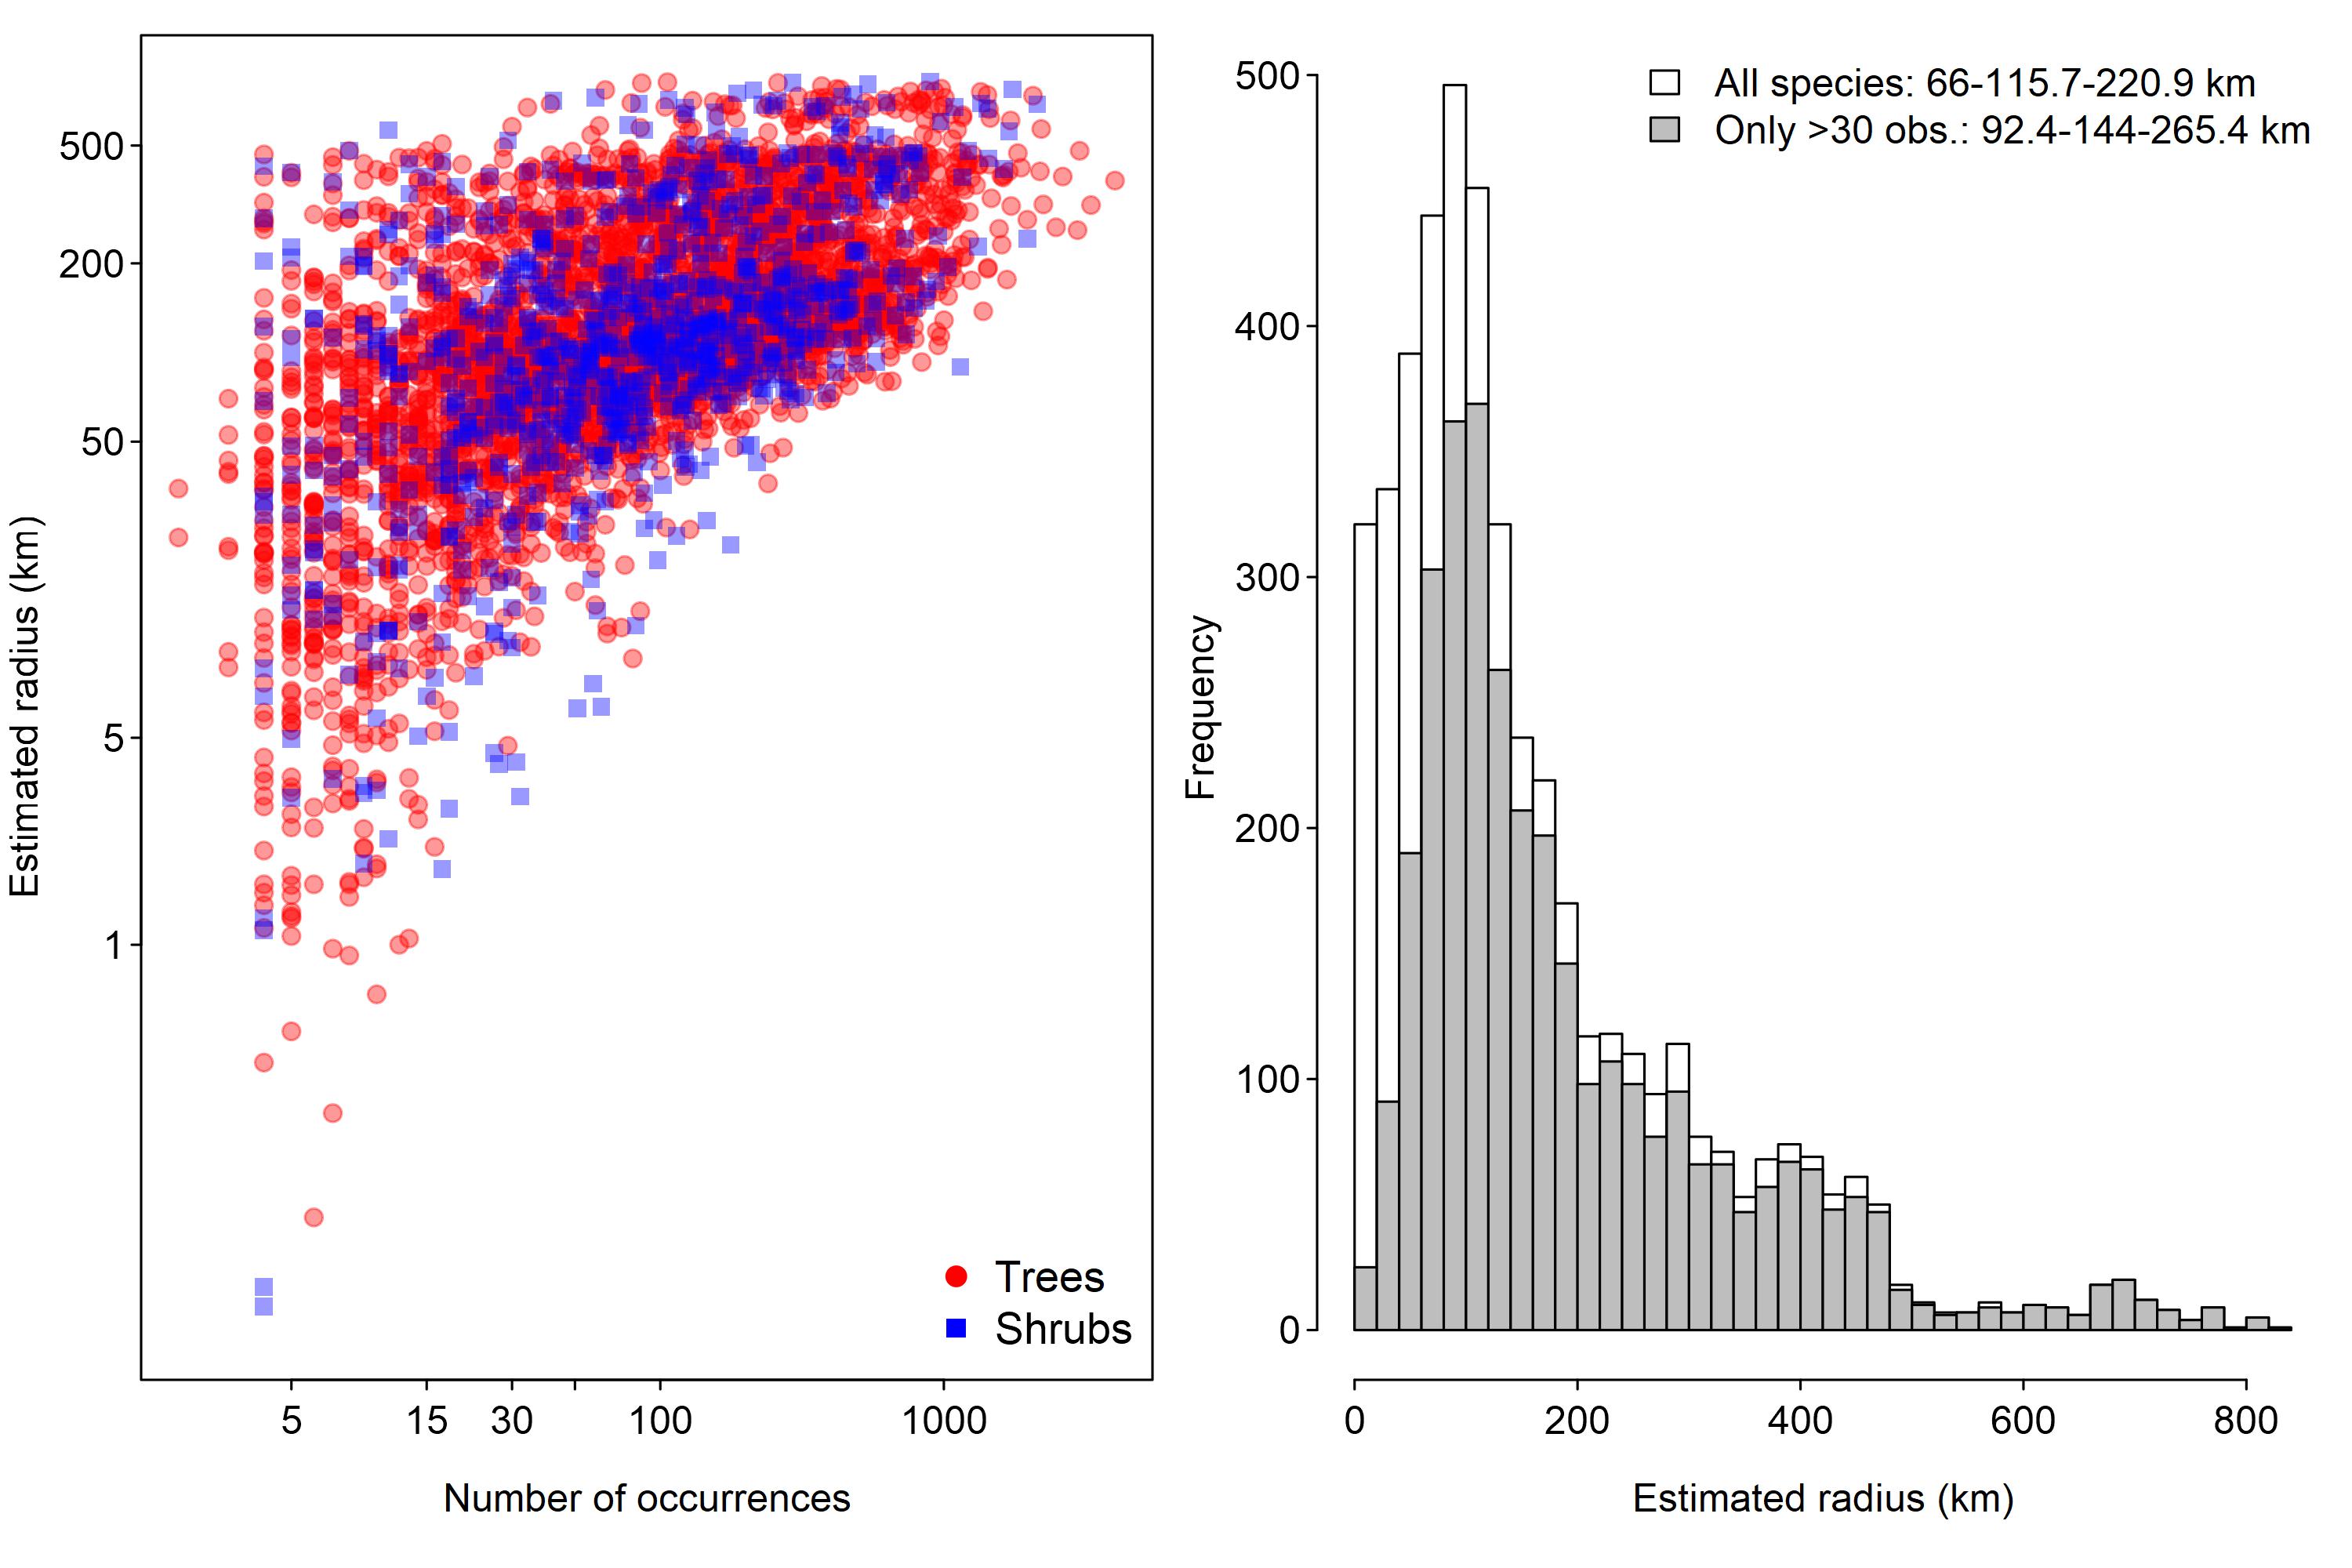 500
200
50
5
1
Estimated radius (km)
Trees
Shrubs
5 15 30 100 1000
Number of occurrences
All species: 66-115.7-220.9 km
Only >30 obs.: 92.4-144-265.4 km
500
400
300
200
100
0
Frequency
0 200 400 600 800
Estimated radius (km)